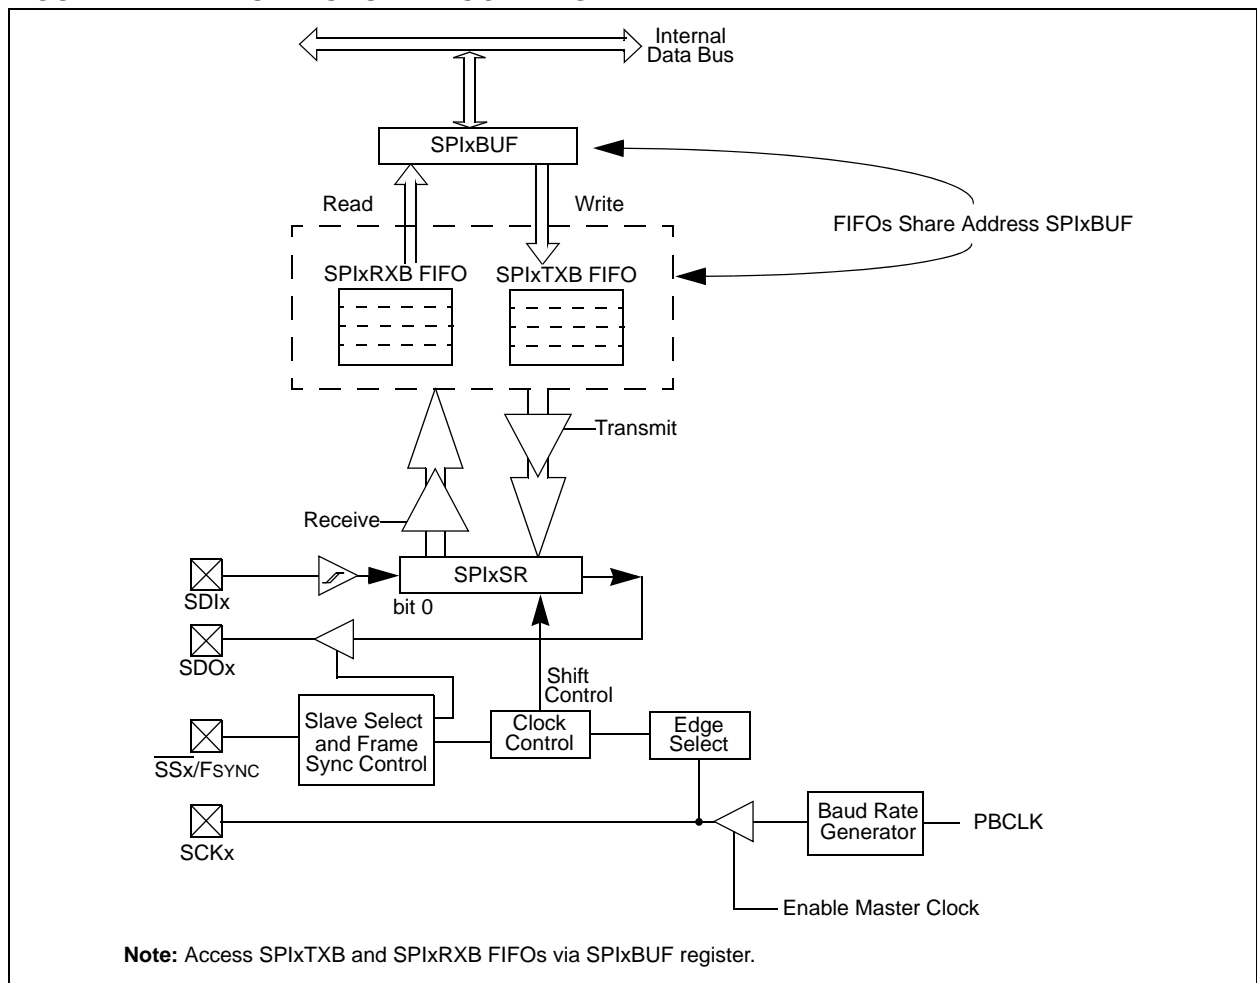 Internal
Data Bus
SPIxBUF
Read
Write
FIFOs Share Address SPIxBUF
SPIxRXB FIFO
SPIxTXB FIFO
Transmit
Receive
SDIx
SPIxSR
bit 0
SDOx
Shift
Control
Slave Select
and Frame
Sync Control
Clock
Control
Edge
Select
SSx/FSYNC
Baud Rate
Generator
PBCLK
SCKx
Enable Master Clock
Note: Access SPIxTXB and SPIxRXB FIFOs via SPIxBUF register.